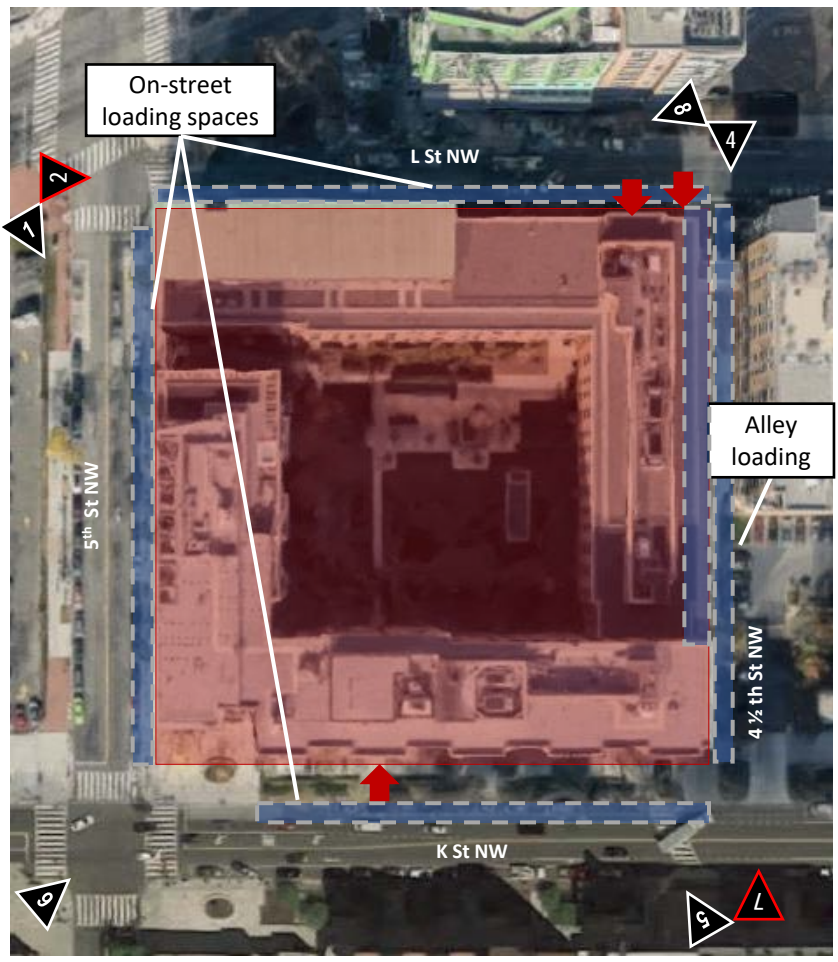 On-street
loading spaces
L St NW
8
4
2
1
Alley
loading
5th St NW
4 ½ th St NW
K St NW
6
5
7